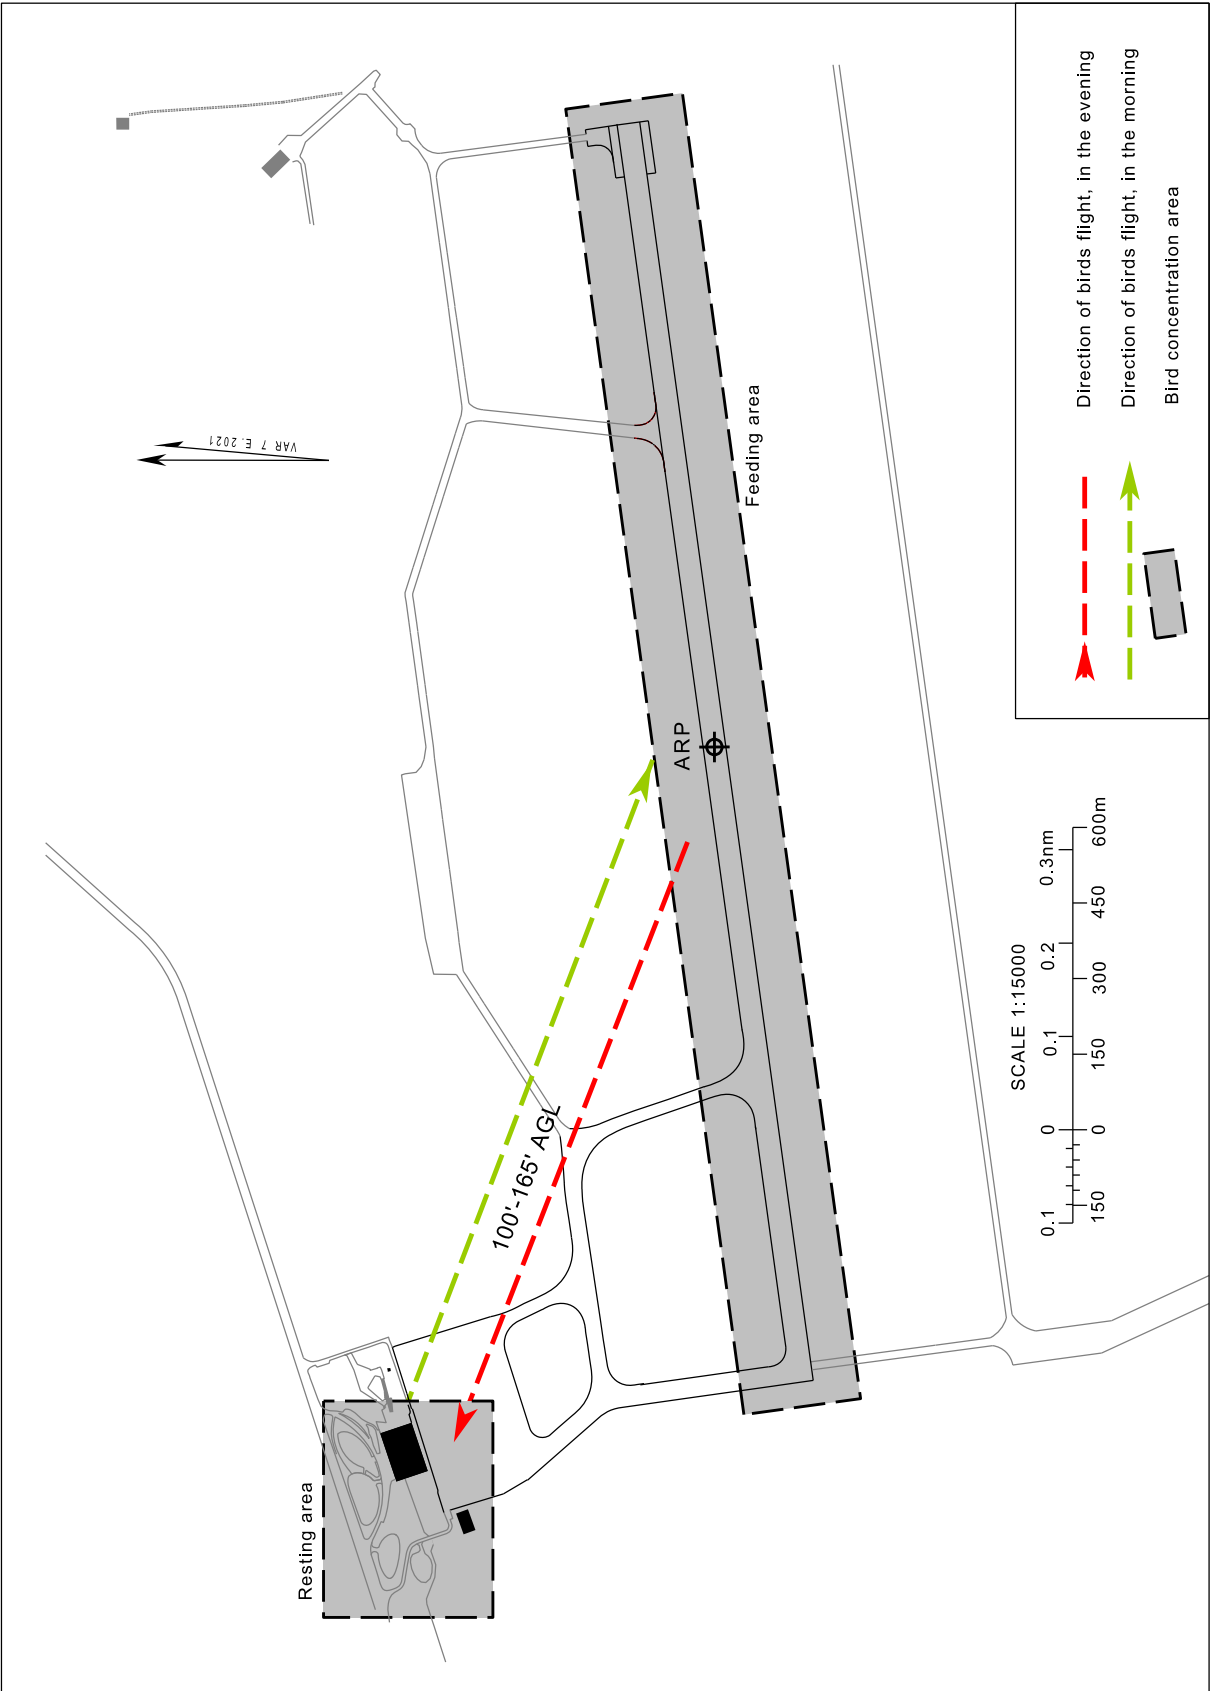 VAR 7 E. 2021
Resting area
100'-165' AGL
ARP
Feeding area
SCALE 1:15000
0.1 0 0.1 0.2 0.3nm
150 0 150 300 450 600m
Direction of birds flight, in the evening
Direction of birds flight, in the morning
Bird concentration area